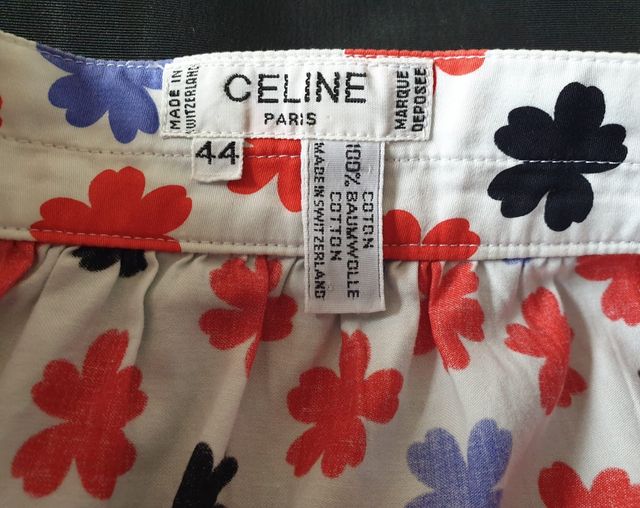 MADE IN
SWITZERLAND
CELINE
PARIS
MARQUE
DEPOSEE
44
COTON
100% BAUMWOLLE
COTTON
MADE IN SWITZERLAND